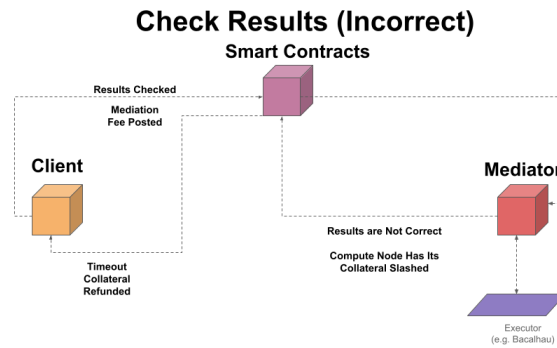 Check Results (Incorrect)
Smart Contracts
Results Checked
Mediation
Fee Posted
Client
Mediator
Results are Not Correct
Compute Node Has Its
Collateral Slashed
Timeout
Collateral
Refunded
Executor
(e.g. Bacalhau)